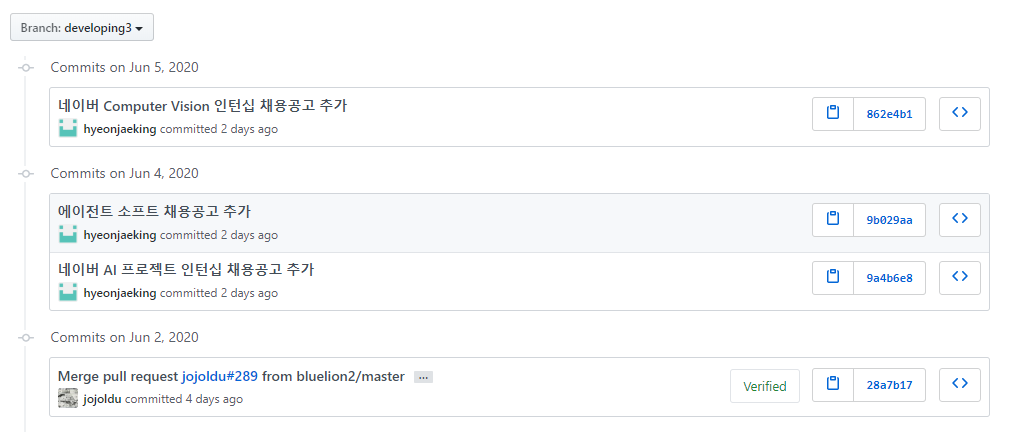 Branch: developing3
Commits on Jun 5, 2020
네이버 Computer Vision 인턴십 채용공고 추가
862e4b1
hyeonjaeking committed 2 days ago
Commits on Jun 4, 2020
에이전트 소프트 채용공고 추가
9b029aa
hyeonjaeking committed 2 days ago
네이버 AI 프로젝트 인턴십 채용공고 추가
9a4b6e8
hyeonjaeking committed 2 days ago
Commits on Jun 2, 2020
Merge pull request jojoldu#289 from bluelion2/master ...
Verified
28a7b17
jojoldu committed 4 days ago